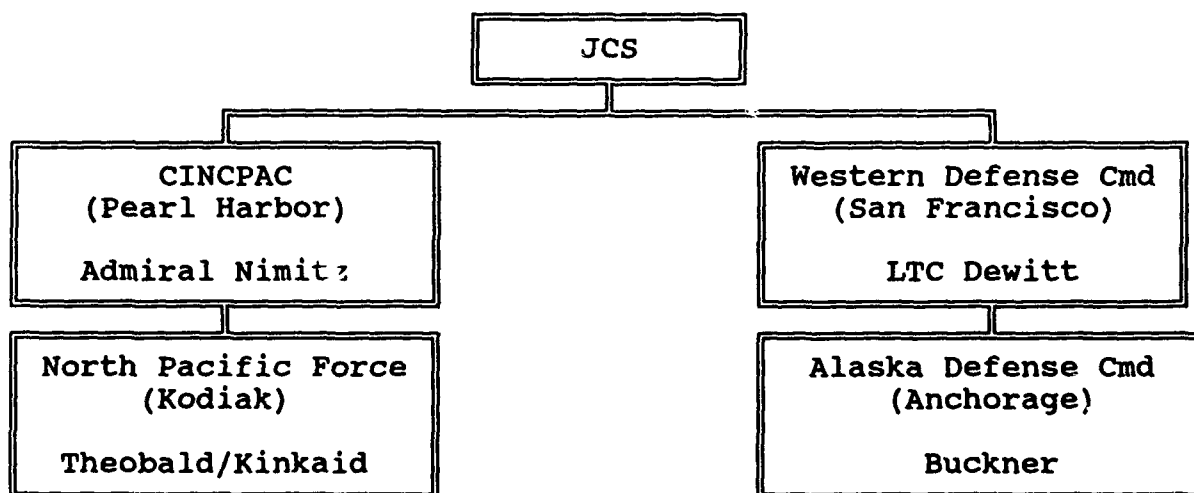 JCS
CINCPAC
(Pearl Harbor)
Admiral Nimitz
Western Defense Cmd
(San Francisco)
LTC Dewitt
North Pacific Force
(Kodiak)
Theobald/Kinkaid
Alaska Defense Cmd
(Anchorage)
Buckner